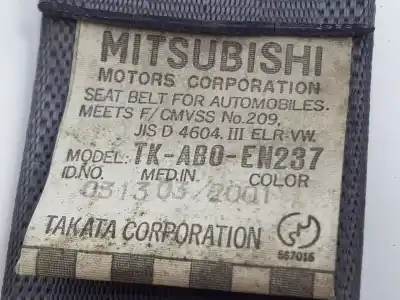 MITSUBISHI
MOTORS CORPORATION
SEAT BELT FOR AUTOMOBILES.
MEETS F/CMVSS No.209,
JIS D 4604. III ELR-VW.
MODEL: TK-AB0-EN237
ID.NO. MFD.IN. COLOR
0313 03/2001
TAKATA CORPORATION
567015